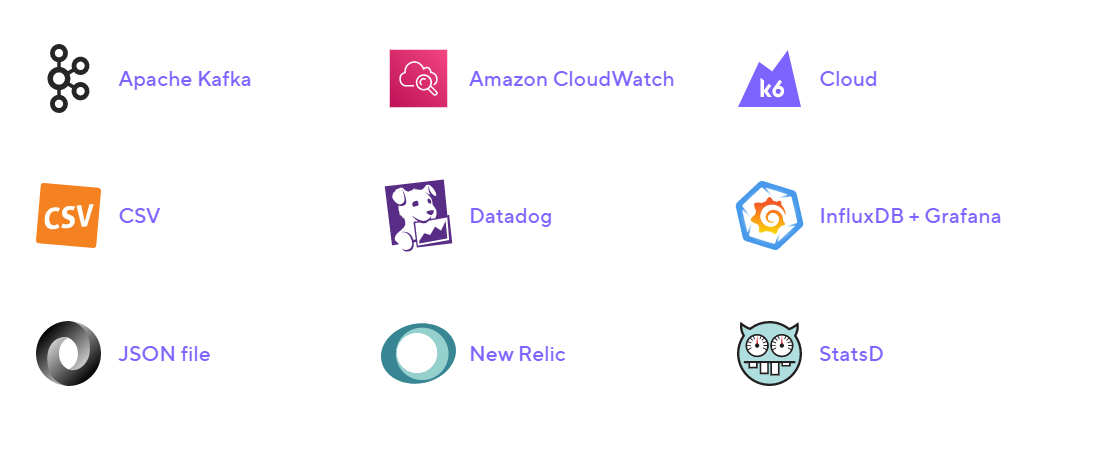 Apache Kafka
Amazon CloudWatch
k6
Cloud
CSV
CSV
Datadog
InfluxDB + Grafana
JSON file
New Relic
StatsD